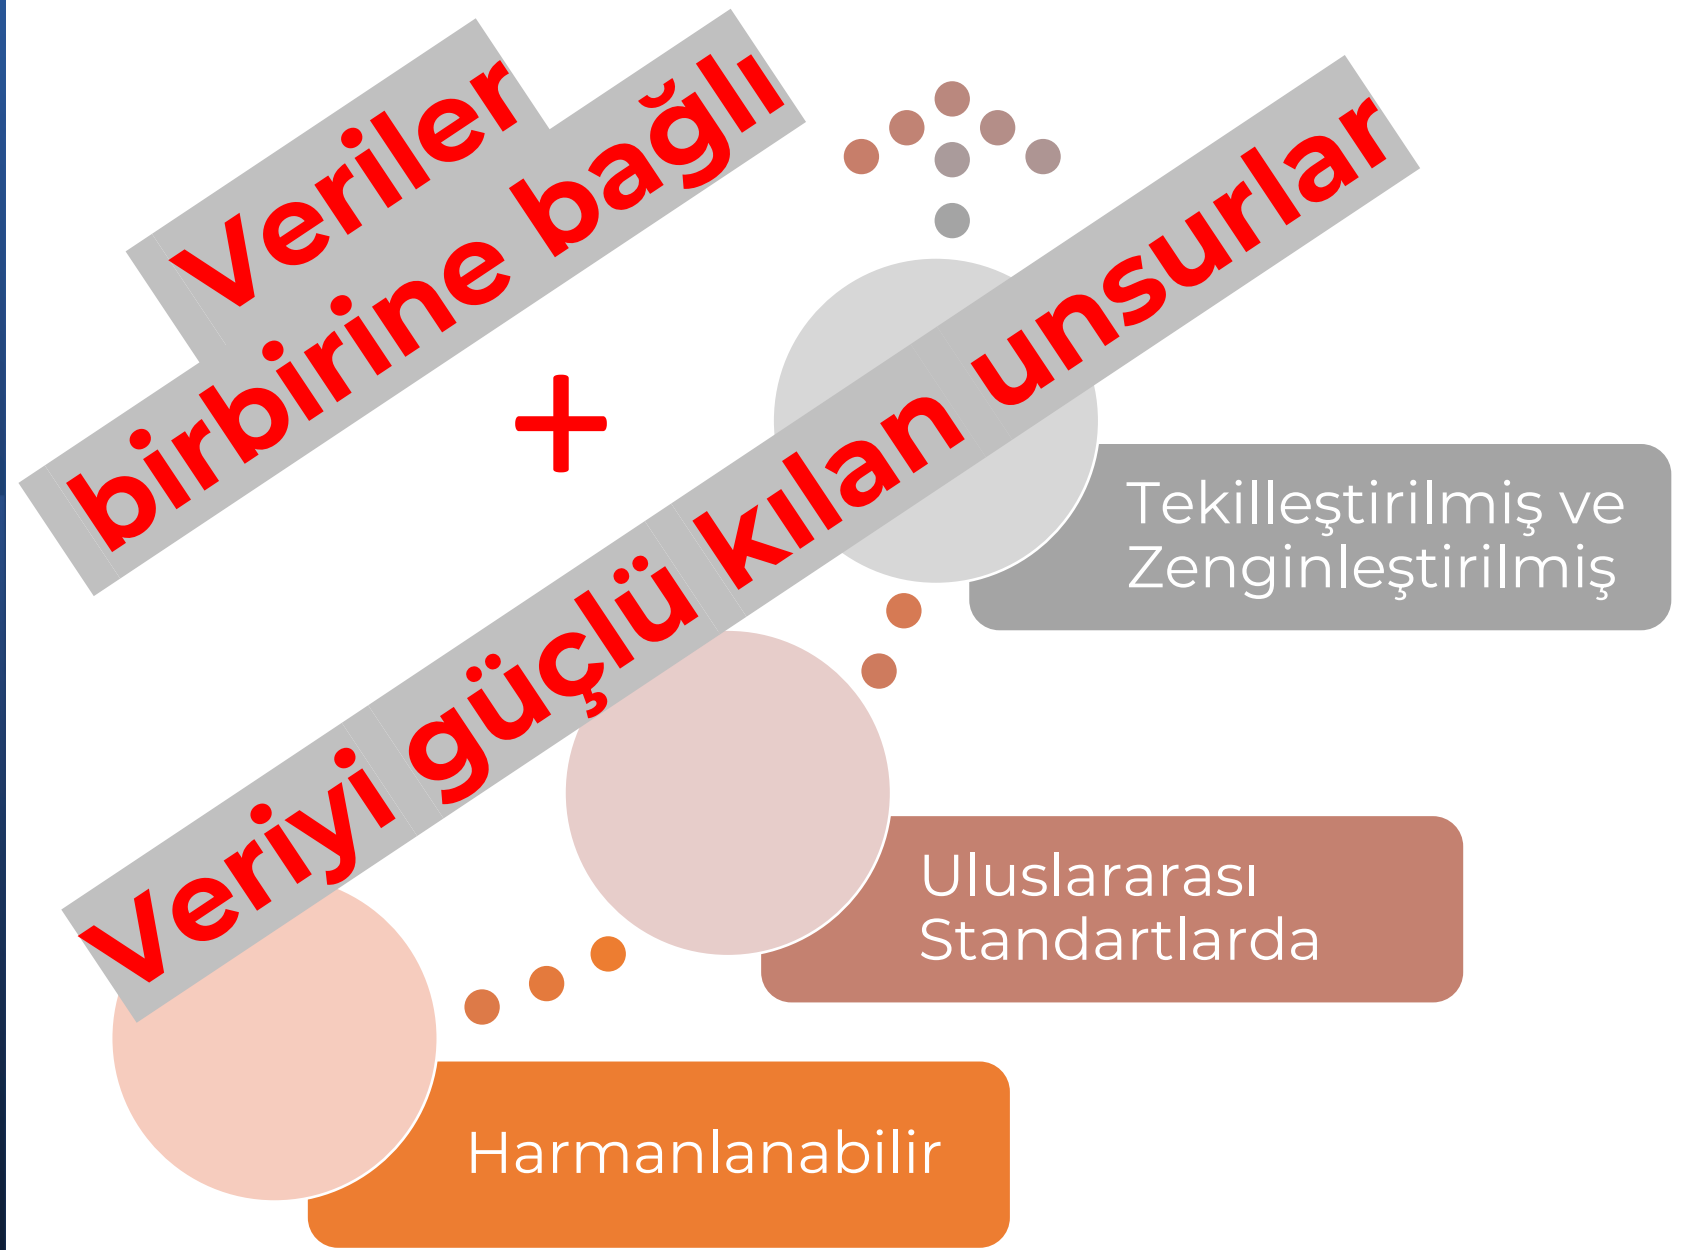 Veriler
birbirine bağlı
+
Veriyi güçlü kılan unsurlar
Tekilleştirilmiş ve
Zenginleştirilmiş
Uluslararası
Standartlarda
Harmanlanabilir